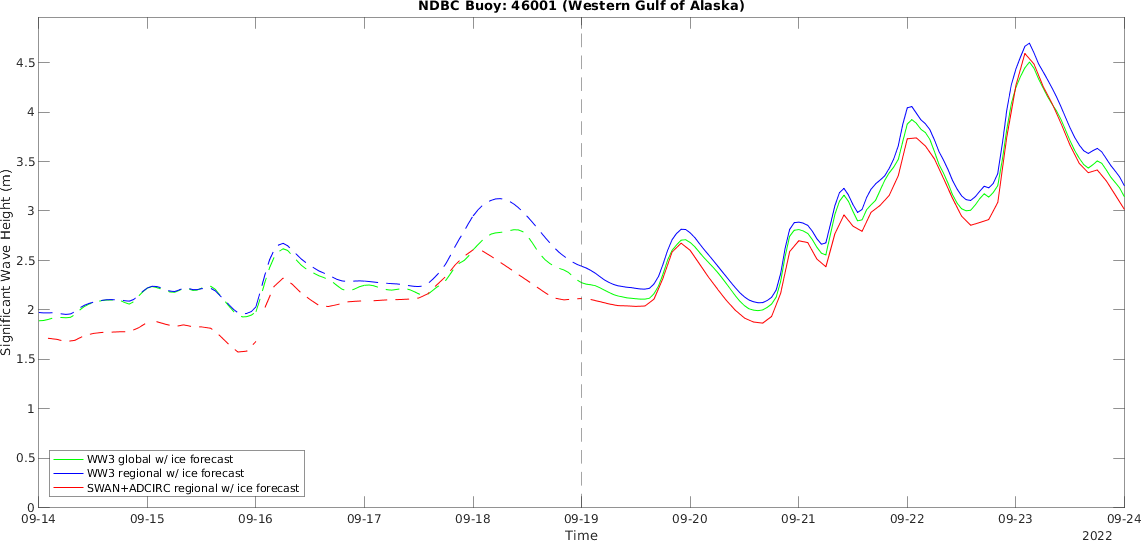 NDBC Buoy: 46001 (Western Gulf of Alaska)
Significant Wave Height (m)
4.5
4
3.5
3
2.5
2
1.5
1
0.5
0
WW3 global w/ ice forecast
WW3 regional w/ ice forecast
SWAN+ADCIRC regional w/ ice forecast
09-14 09-15 09-16 09-17 09-18 09-19 09-20 09-21 09-22 09-23 09-24
Time
2022